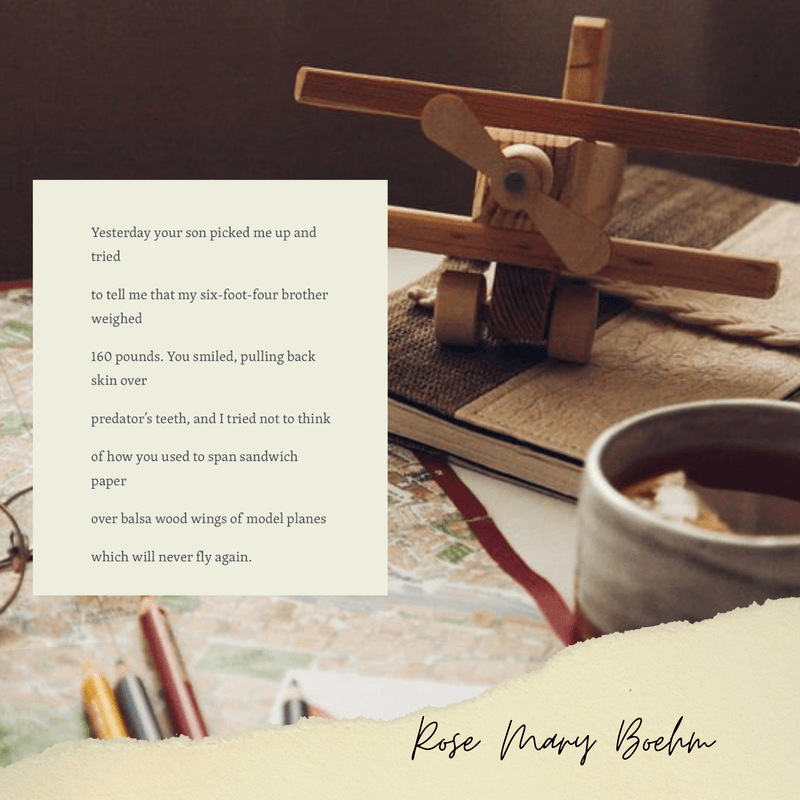 Yesterday your son picked me up and
tried
to tell me that my six-foot-four brother
weighed
160 pounds. You smiled, pulling back
skin over
predator's teeth, and I tried not to think
of how you used to span sandwich
paper
over balsa wood wings of model planes
which will never fly again.
Rose Mary Boehm